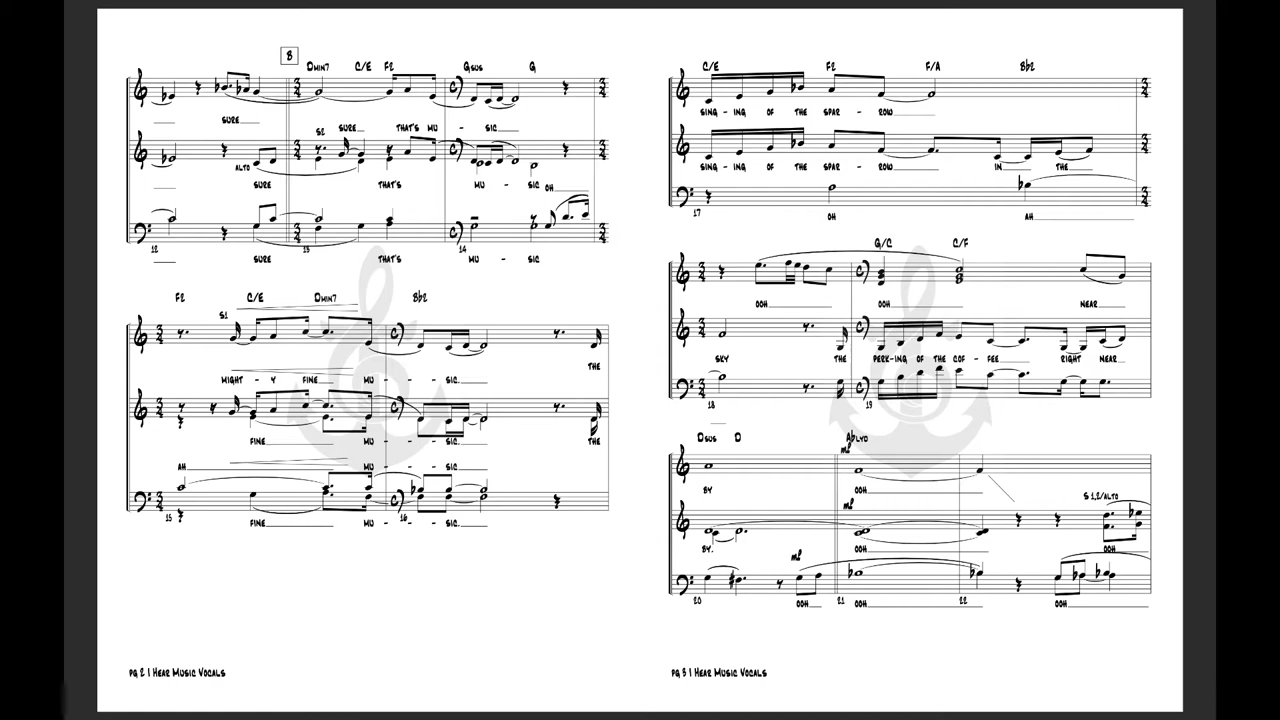 B
Dmin7 C/E F2 Gsus G
SURE
S2 SURE THAT'S MU - SIC
ALTO SURE THAT'S MU - SIC OH
12 13 14
SURE THAT'S MU - SIC
F2 C/E Dmin7 Bb2
S1
THE
MIGHT - Y FINE MU - SIC.
FINE MU - SIC. THE
AH MU - SIC
15 16
FINE MU - SIC.
pg 2 I Hear Music Vocals
C/E F2 F/A Bb2
SING - ING OF THE SPAR - ROW
SING - ING OF THE SPAR - ROW IN THE
17
OH AH
G/C C/F
OOH OOH NEAR
SKY THE PERK-ING OF THE COF - FEE RIGHT NEAR
18 19
Dsus D Ablyd
mf
BY OOH
mf S 1,2/ALTO
BY. OOH OOH
mf
20 21 22
OOH OOH OOH
pg 3 I Hear Music Vocals